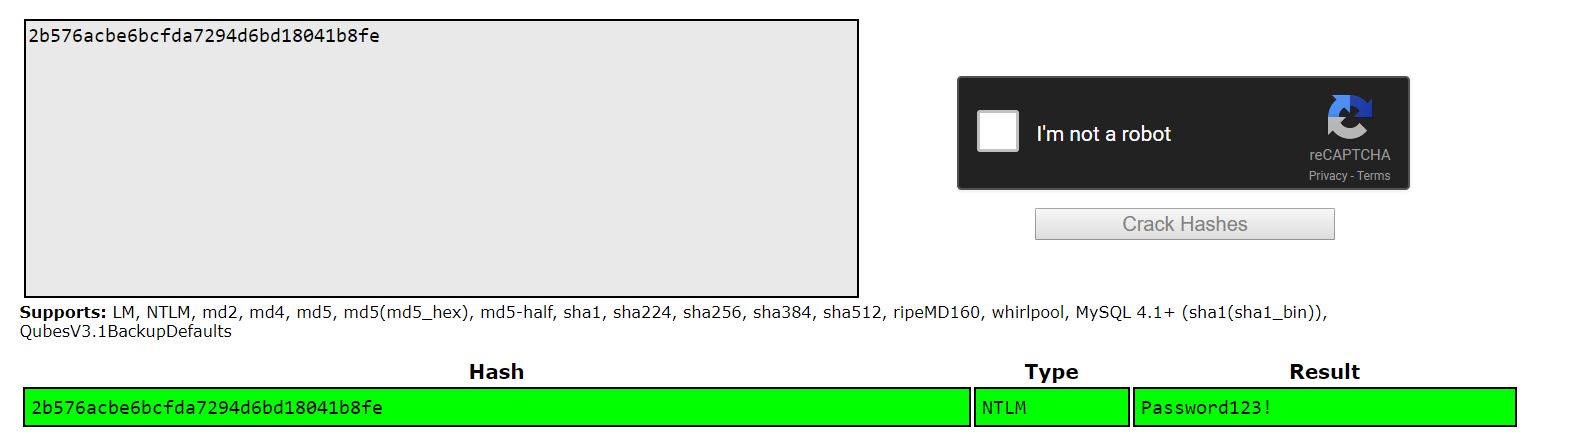 2b576acbe6bcfda7294d6bd18041b8fe
I'm not a robot
reCAPTCHA
Privacy - Terms
Crack Hashes
Supports: LM, NTLM, md2, md4, md5, md5(md5_hex), md5-half, sha1, sha224, sha256, sha384, sha512, ripeMD160, whirlpool, MySQL 4.1+ (sha1(sha1_bin)),
QubesV3.1BackupDefaults
Hash Type Result
2b576acbe6bcfda7294d6bd18041b8fe NTLM Password123!